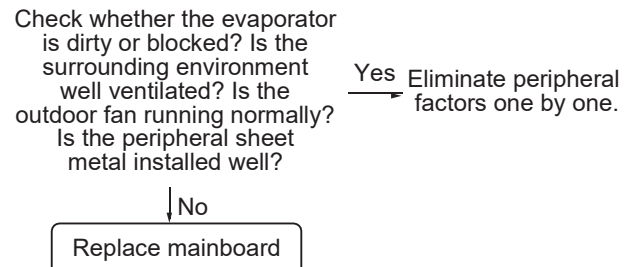 Check whether the evaporator
is dirty or blocked? Is the
surrounding environment
well ventilated? Is the
outdoor fan running normally?
Is the peripheral sheet
metal installed well?
Yes
Eliminate peripheral
factors one by one.
No
Replace mainboard